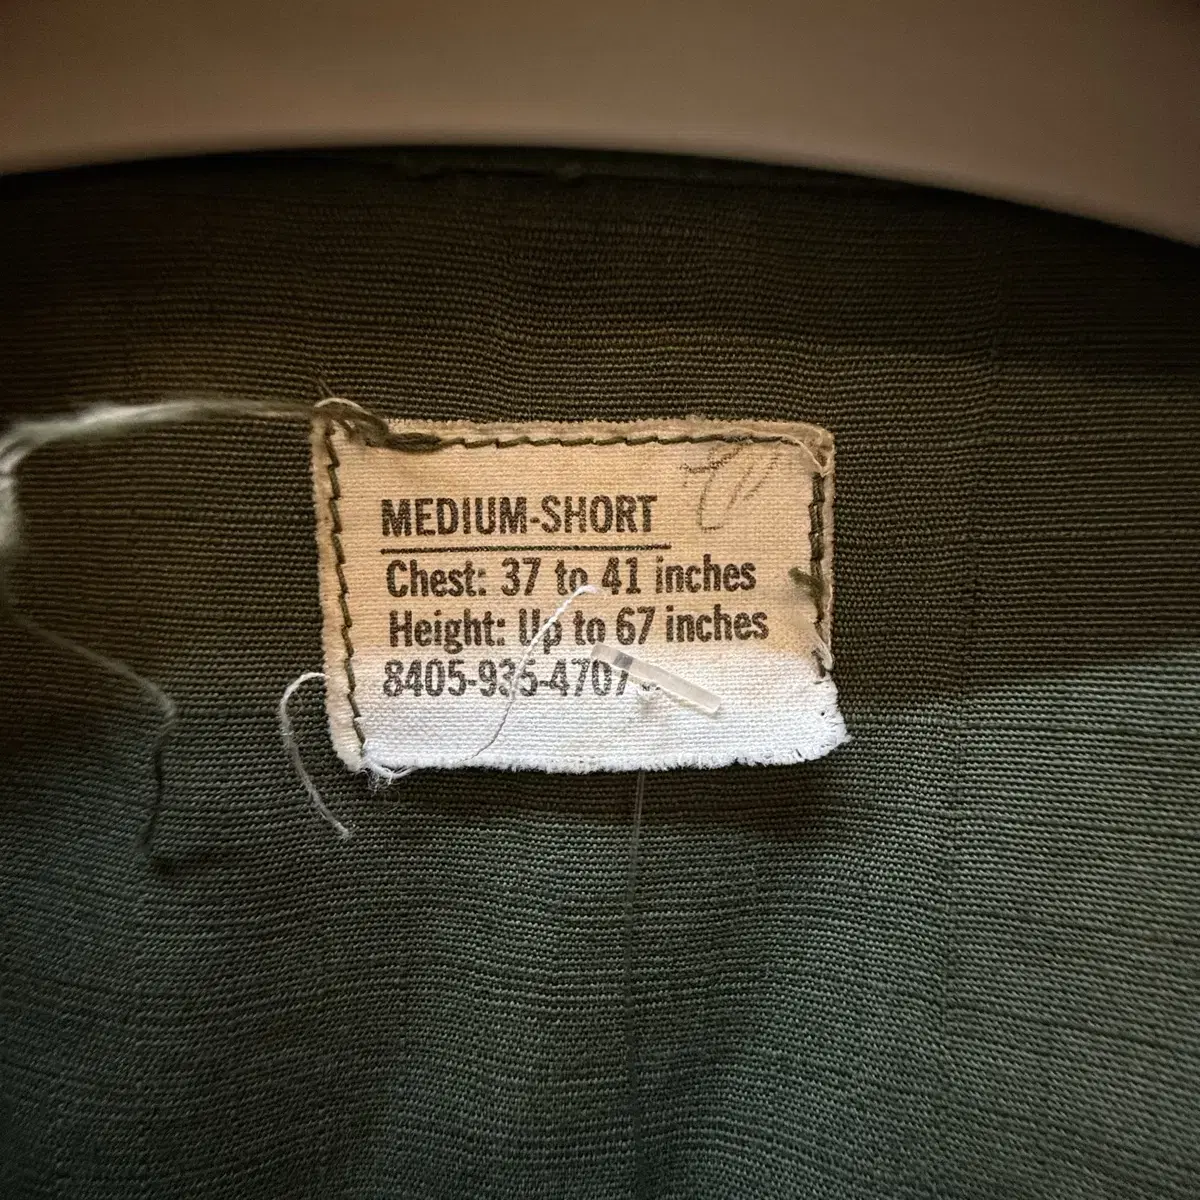 MEDIUM-SHORT
Chest: 37 to 41 inches
Height: Up to 67 inches
8405-935-4707